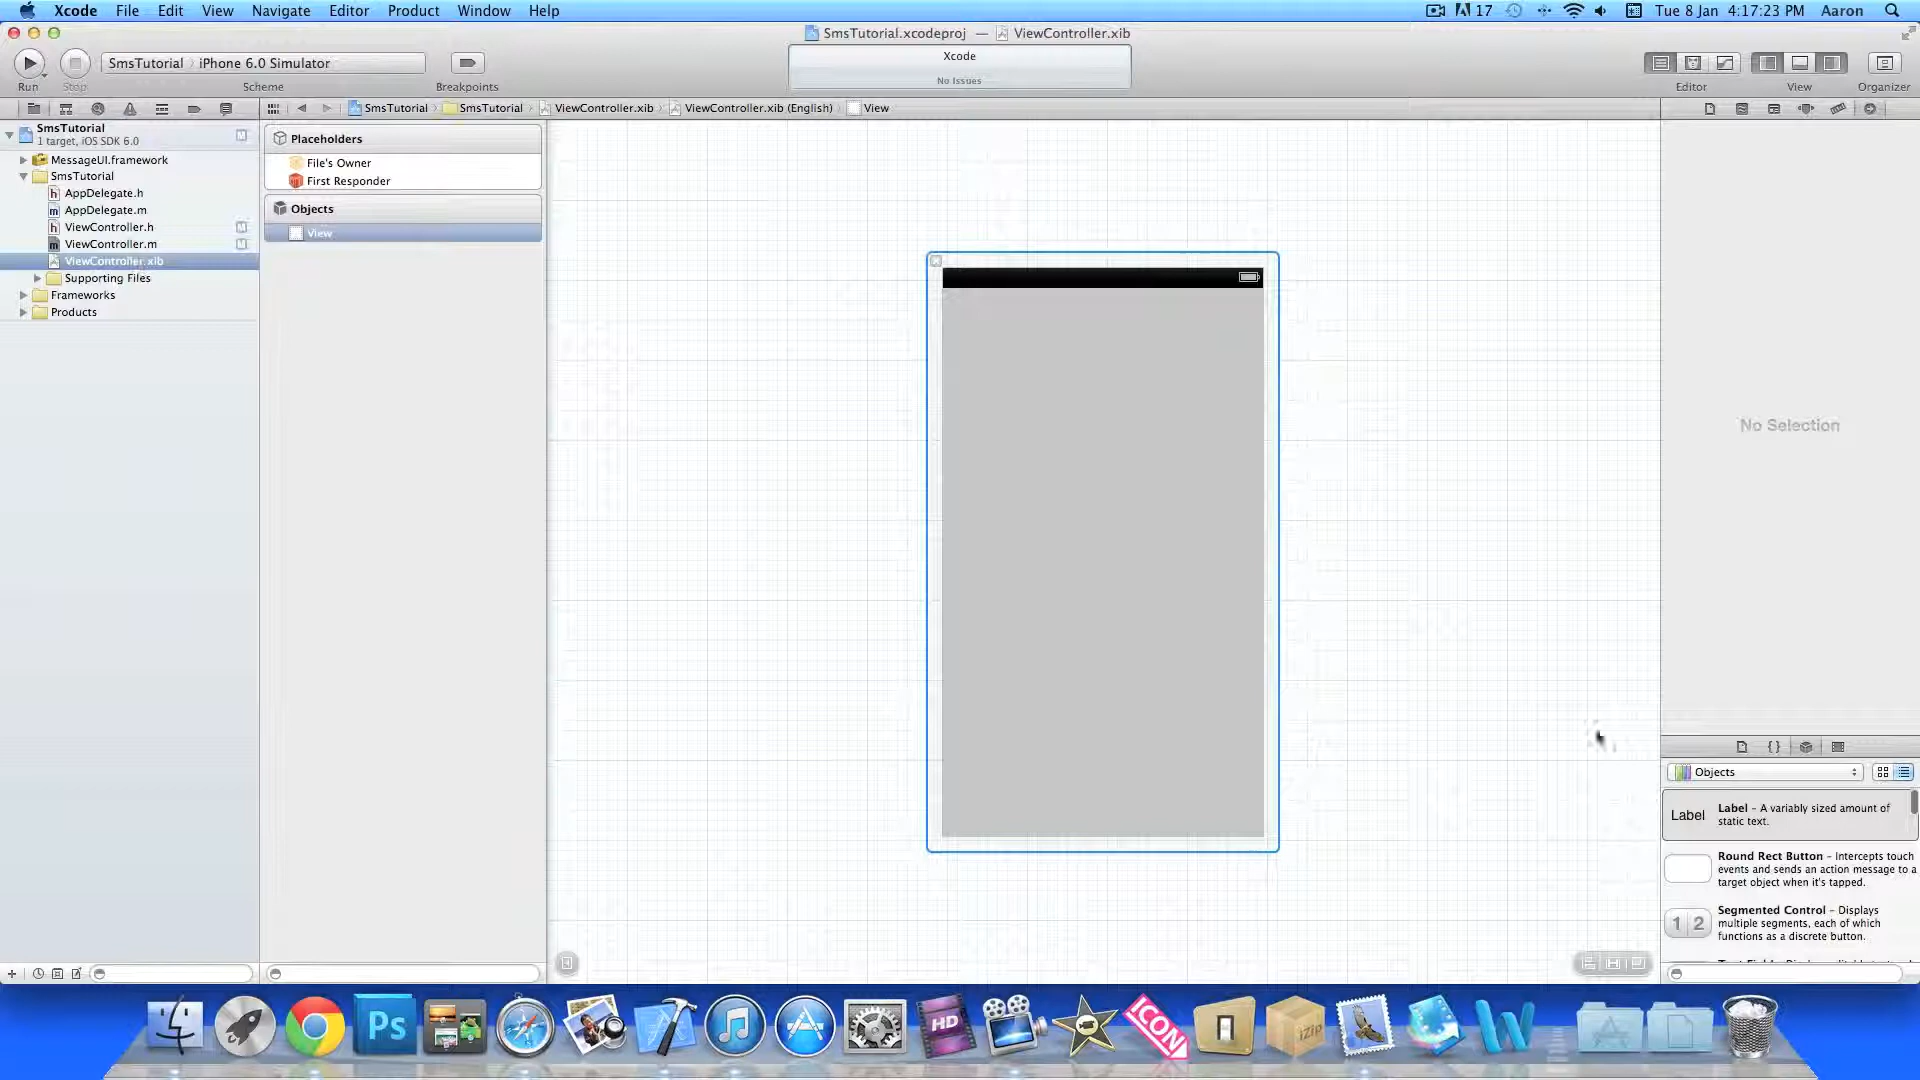 Xcode File Edit View Navigate Editor Product Window Help
17 Tue 8 Jan 4:17:23 PM Aaron
SmsTutorial.xcodeproj — ViewController.xib
SmsTutorial iPhone 6.0 Simulator
Xcode
No Issues
Run Stop Scheme Breakpoints Editor View Organizer
SmsTutorial SmsTutorial ViewController.xib ViewController.xib (English) View
SmsTutorial
1 target, iOS SDK 6.0
M
MessageUI.framework
SmsTutorial
AppDelegate.h
AppDelegate.m
ViewController.h
M
ViewController.m
M
ViewController.xib
Supporting Files
Frameworks
Products
Placeholders
File's Owner
First Responder
Objects
View
No Selection
Objects
Label
Label – A variably sized amount of
static text.
Round Rect Button – Intercepts touch
events and sends an action message to a
target object when it's tapped.
1 2
Segmented Control – Displays
multiple segments, each of which
functions as a discrete button.
Ps
HD
ICON
iZip
W